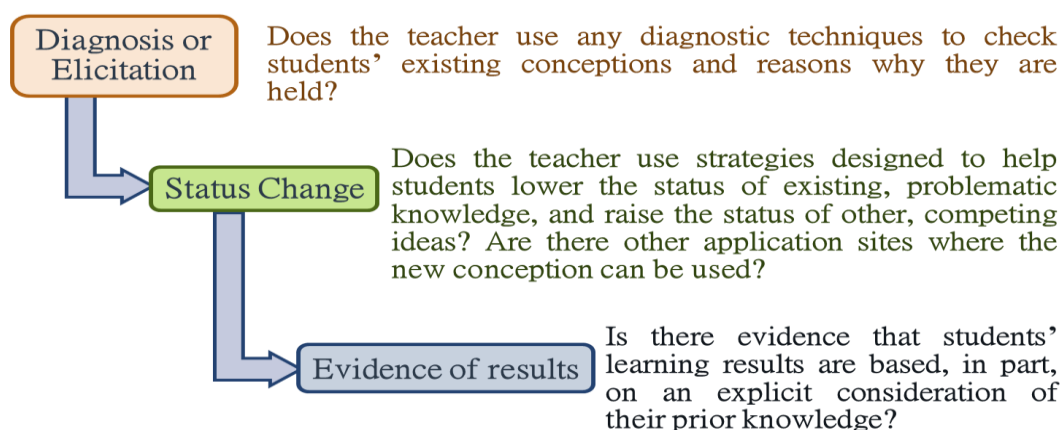 Diagnosis or
Elicitation
Does the teacher use any diagnostic techniques to check
students’ existing conceptions and reasons why they are
held?
Status Change
Does the teacher use strategies designed to help
students lower the status of existing, problematic
knowledge, and raise the status of other, competing
ideas? Are there other application sites where the
new conception can be used?
Evidence of results
Is there evidence that students’
learning results are based, in part,
on an explicit consideration of
their prior knowledge?